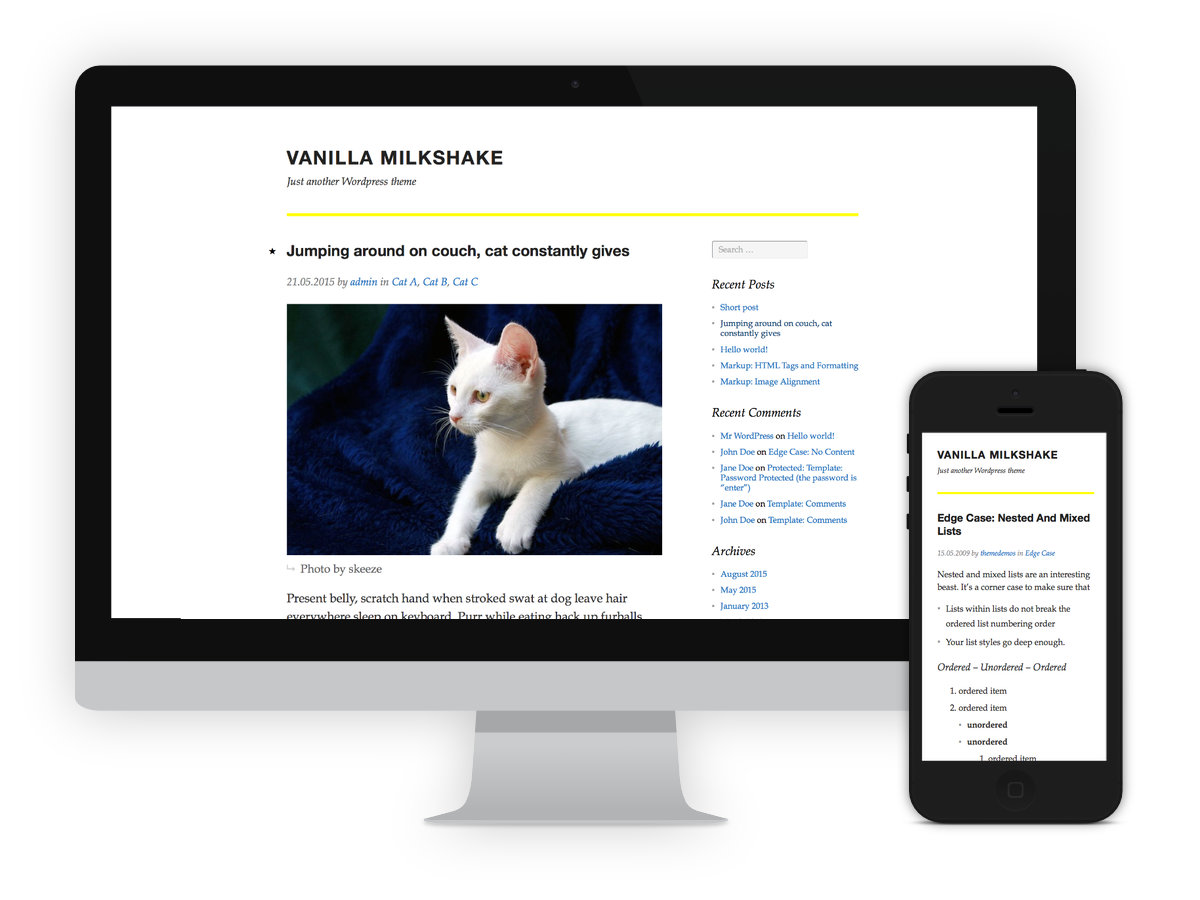 VANILLA MILKSHAKE
Just another Wordpress theme
★ Jumping around on couch, cat constantly gives
21.05.2015 by admin in Cat A, Cat B, Cat C
Photo by skeeze
Present belly, scratch hand when stroked swat at dog leave hair
everywhere sleep on keyboard. Purr while eating hack up furballs
Search …
Recent Posts
Short post
Jumping around on couch, cat
constantly gives
Hello world!
Markup: HTML Tags and Formatting
Markup: Image Alignment
Recent Comments
Mr WordPress on Hello world!
John Doe on Edge Case: No Content
Jane Doe on Protected: Template:
Password Protected (the password is
“enter”)
Jane Doe on Template: Comments
John Doe on Template: Comments
Archives
August 2015
May 2015
January 2013
VANILLA MILKSHAKE
Just another Wordpress theme
Edge Case: Nested And Mixed
Lists
15.05.2009 by themedemos in Edge Case
Nested and mixed lists are an interesting
beast. It’s a corner case to make sure that
Lists within lists do not break the
ordered list numbering order
Your list styles go deep enough.
Ordered – Unordered – Ordered
1. ordered item
2. ordered item
unordered
unordered
1. ordered item